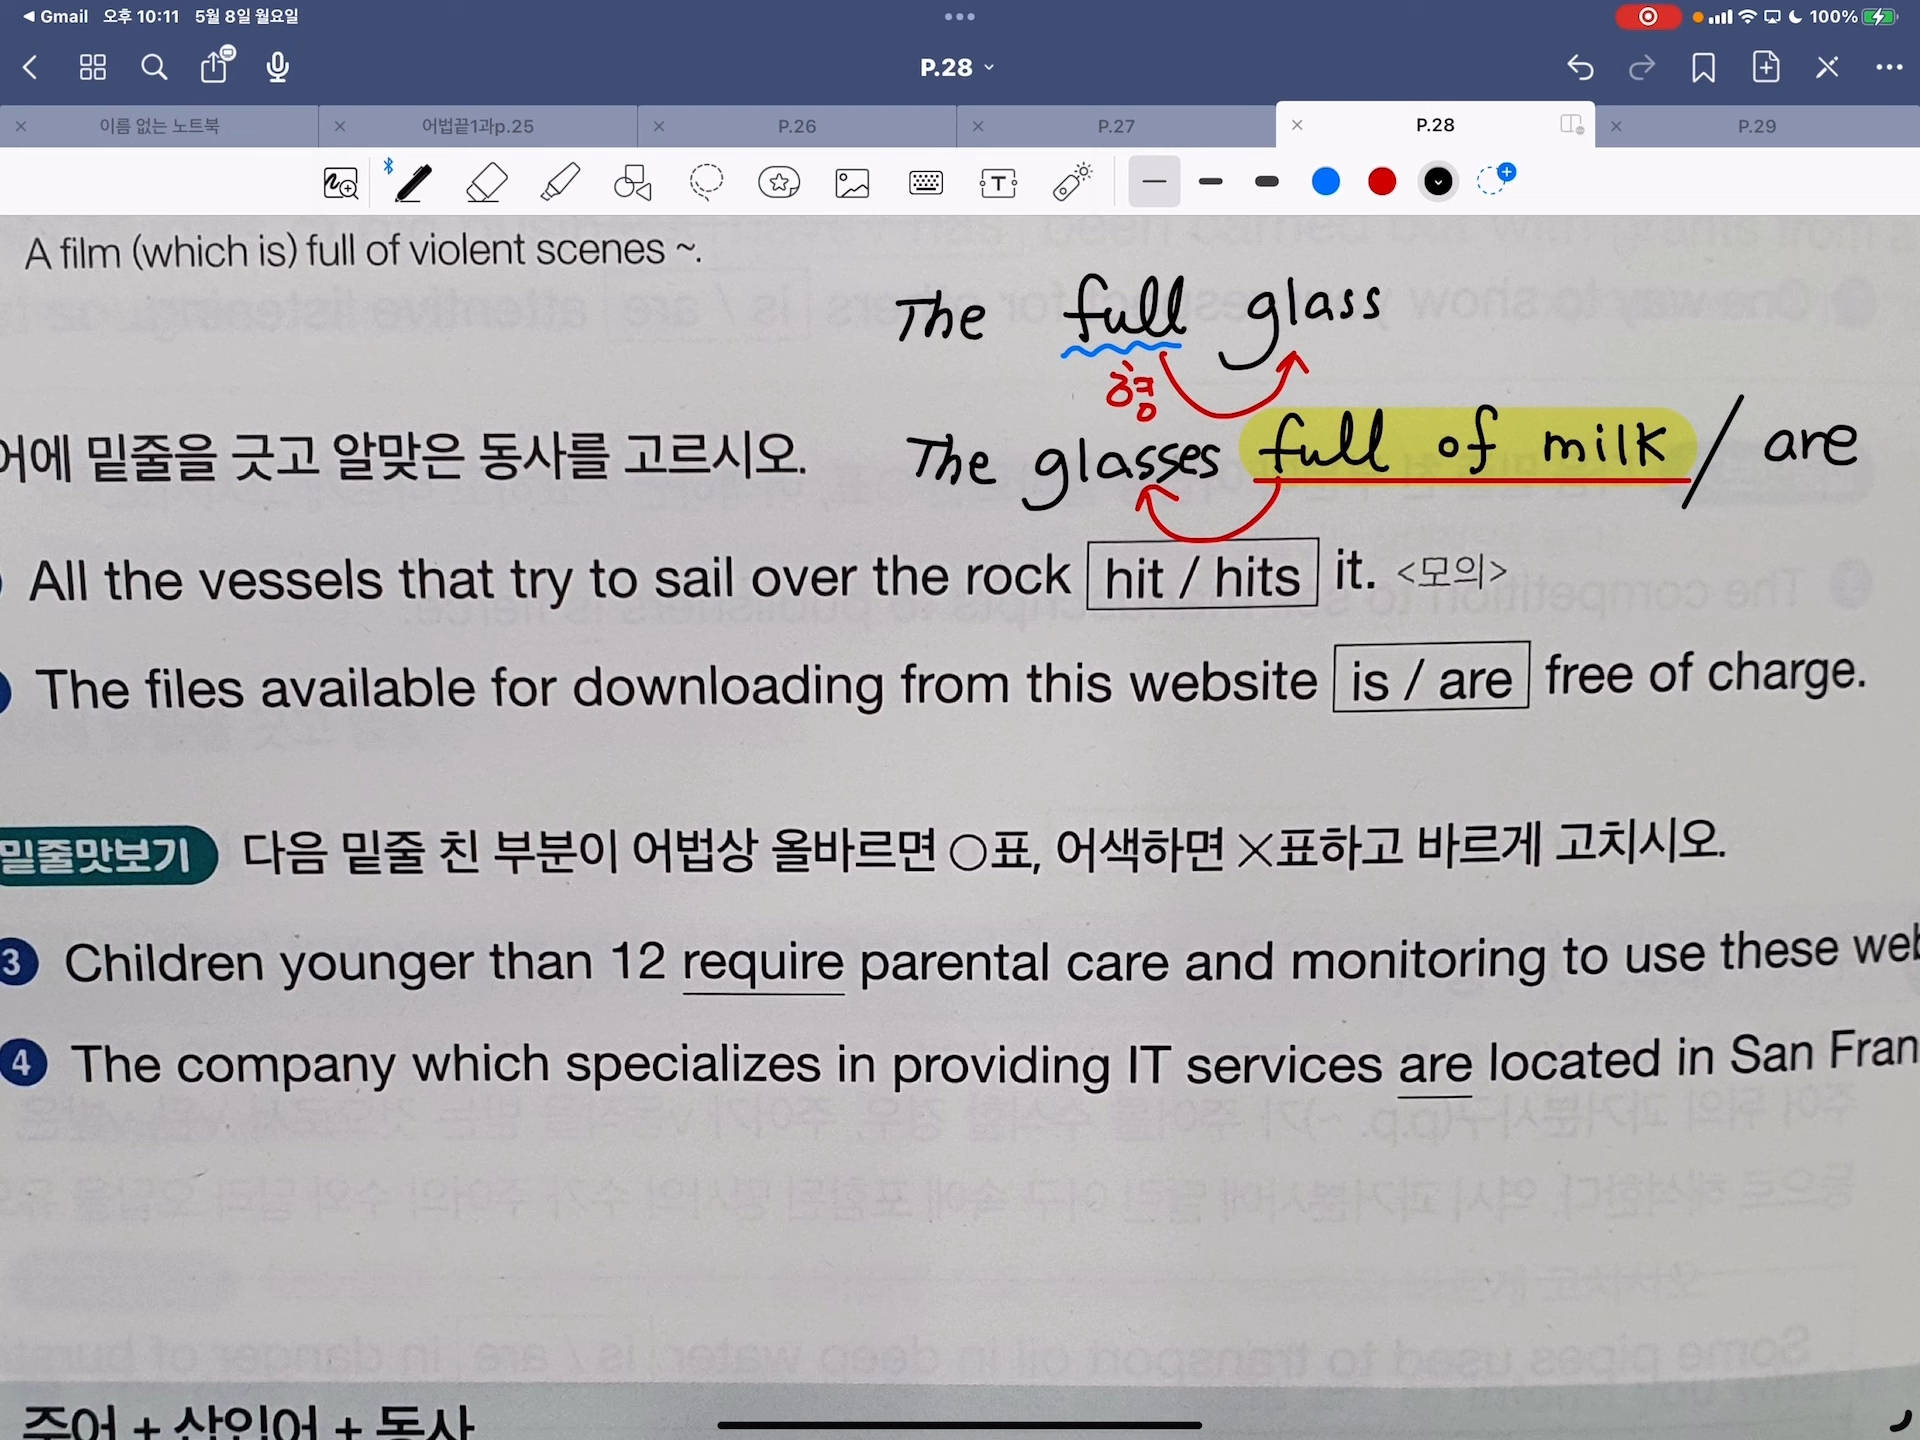 Gmail 오후 10:11 5월 8일 월요일
100%
P.28
이름 없는 노트북 어법끝1과p.25 P.26 P.27 P.28 P.29
A film (which is) full of violent scenes ~.
The full glass
형
The glasses full of milk / are
어에 밑줄을 긋고 알맞은 동사를 고르시오.
All the vessels that try to sail over the rock hit / hits it. <모의>
The files available for downloading from this website is / are free of charge.
밑줄맛보기 다음 밑줄 친 부분이 어법상 올바르면 ○표, 어색하면 ×표하고 바르게 고치시오.
3 Children younger than 12 require parental care and monitoring to use these web
4 The company which specializes in providing IT services are located in San Fran
주어 + 삽입어 + 동사